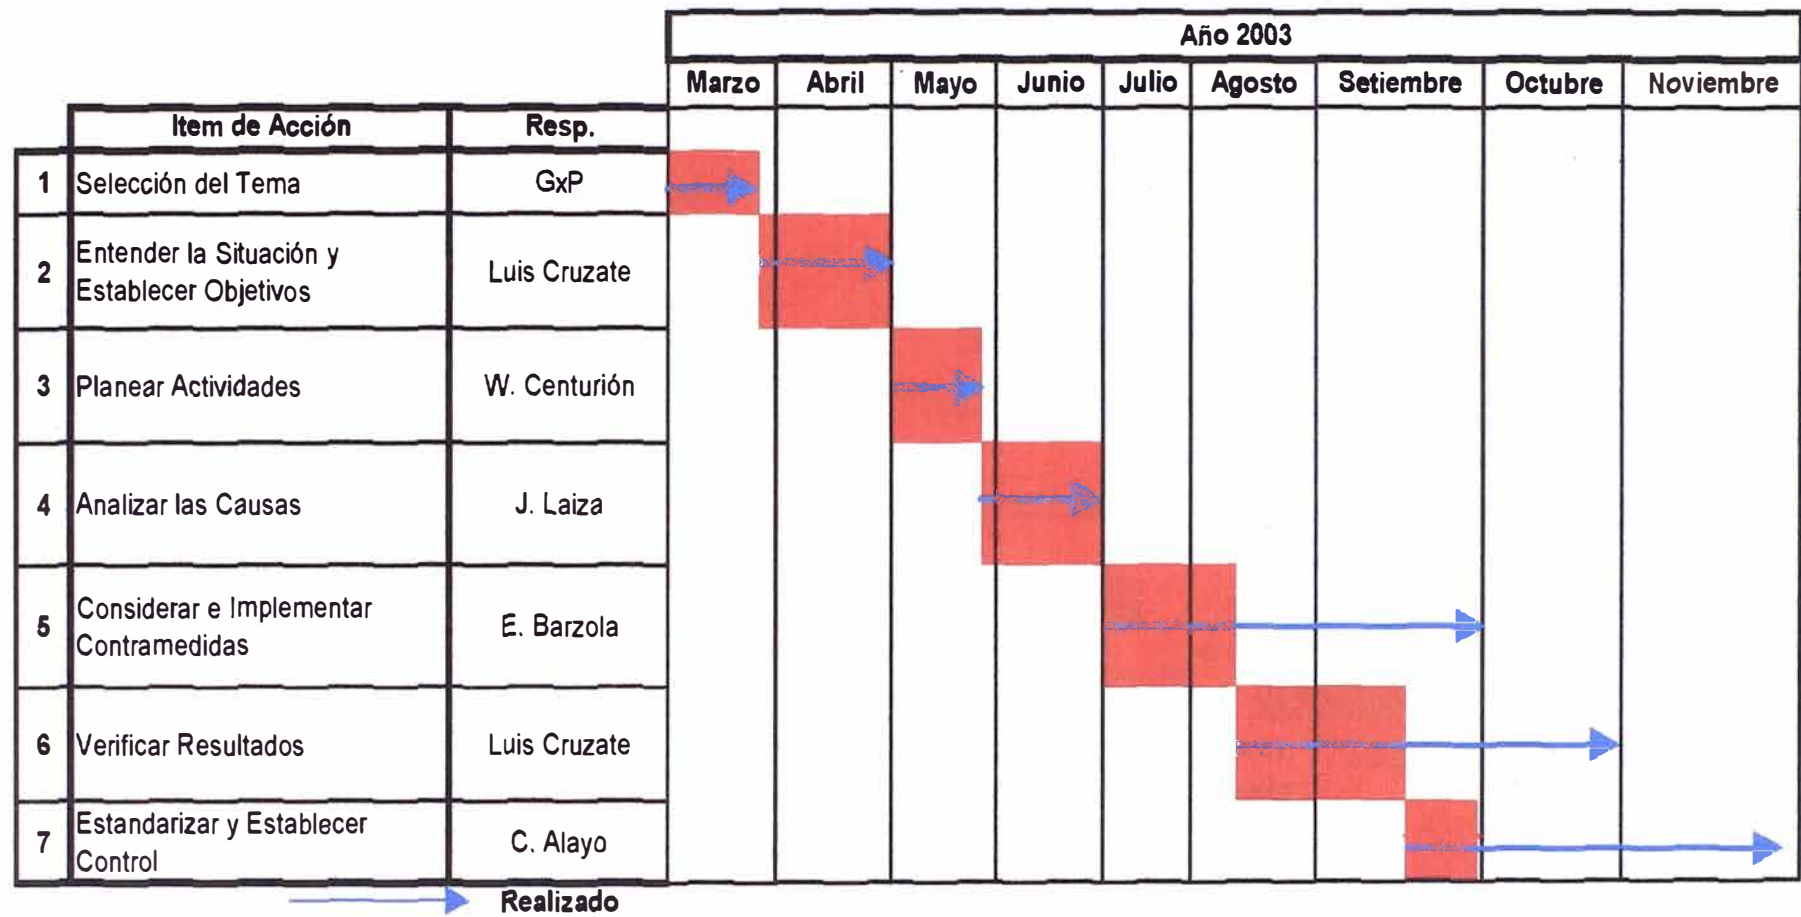 Año 2003
Marzo Abril Mayo Junio Julio Agosto Setiembre Octubre Noviembre
Item de Acción Resp.
1 Selección del Tema GxP
2 Entender la Situación y
Establecer Objetivos Luis Cruzate
3 Planear Actividades W. Centurión
4 Analizar las Causas J. Laiza
5 Considerar e Implementar
Contramedidas E. Barzola
6 Verificar Resultados Luis Cruzate
7 Estandarizar y Establecer
Control C. Alayo
Realizado